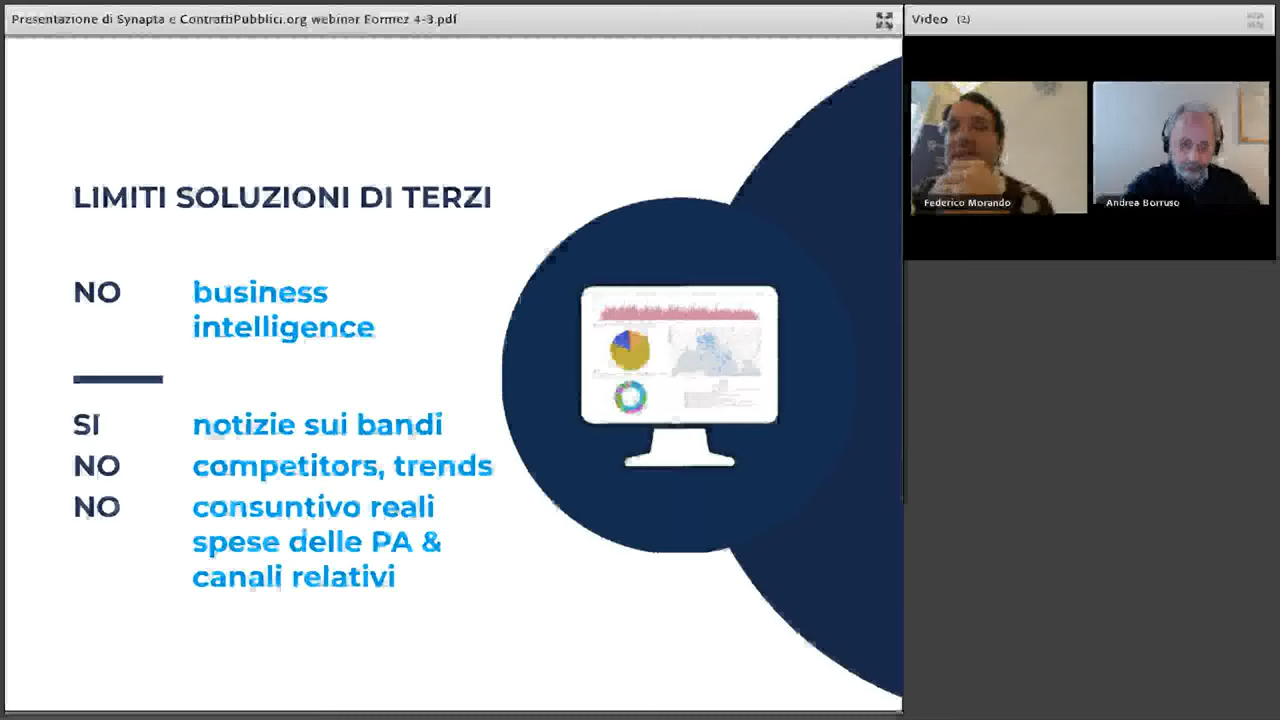 Presentazione di Synapta e ContrattiPubblici.org webinar Formez 4-3.pdf
Video (2)
Federico Morando
Andrea Borruso
LIMITI SOLUZIONI DI TERZI
NO business
intelligence
SI notizie sui bandi
NO competitors, trends
NO consuntivo reali
spese delle PA &
canali relativi